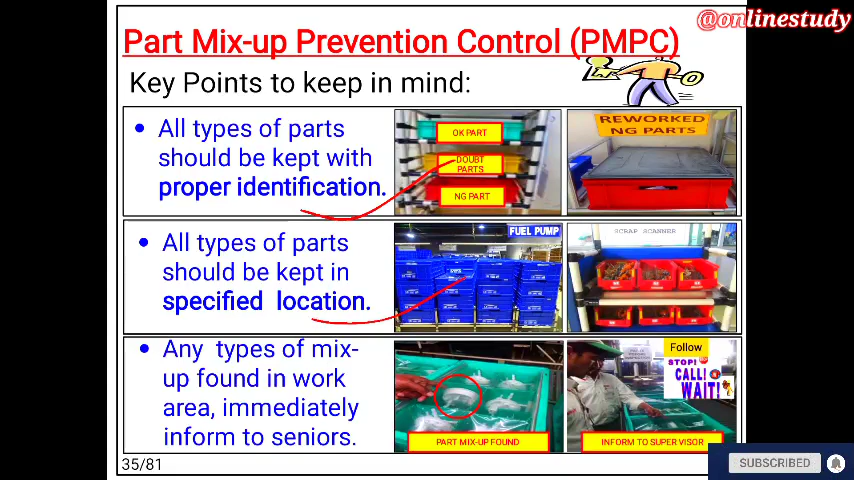 @onlinestudy
Part Mix-up Prevention Control (PMPC)
Key Points to keep in mind:
• All types of parts
should be kept with
proper identification.
OK PART
DOUBT
PARTS
NG PART
REWORKED
NG PARTS
• All types of parts
should be kept in
specified location.
FUEL PUMP
SCRAP SCANNER
• Any types of mix-
up found in work
area, immediately
inform to seniors.
PART MIX-UP FOUND
Follow
STOP!
CALL!
WAIT!
INFORM TO SUPERVISOR
35/81
SUBSCRIBED